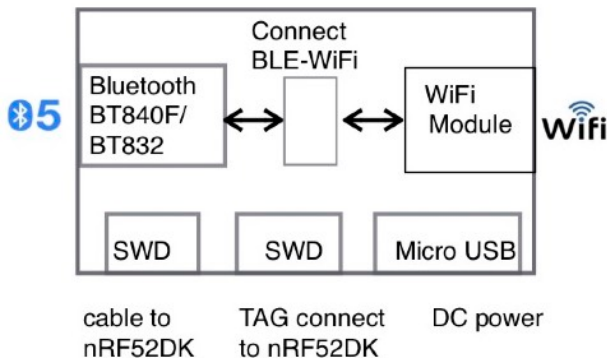 Connect
BLE-WiFi
Bluetooth
BT840F/
BT832
WiFi
Module
5
Wifi
SWD
SWD
Micro USB
cable to
nRF52DK
TAG connect
to nRF52DK
DC power